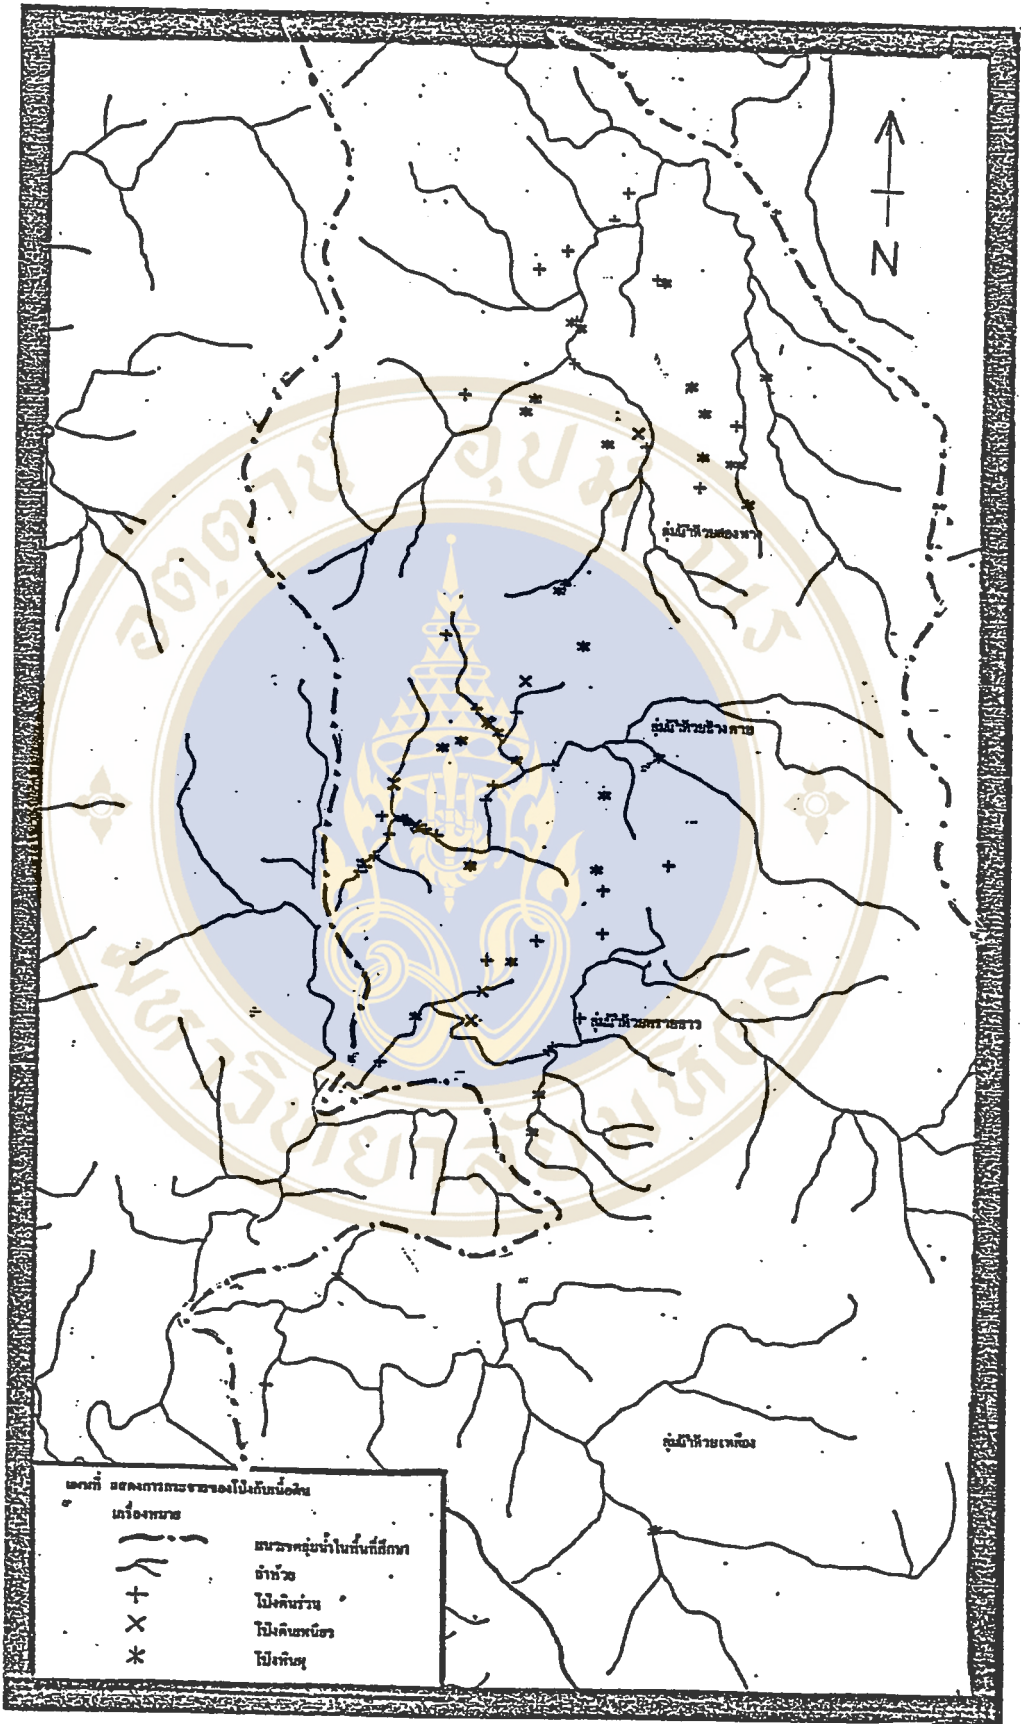 N
ลุ่มน้ำห้วยสองทาง
ลุ่มน้ำห้วยช้างตาย
ลุ่มน้ำห้วยทรายขาว
ลุ่มน้ำห้วยเหลือง
แผนที่ แสดงการกระจายของโป่งกับเนื้อดิน
เครื่องหมาย
แนวเขตลุ่มน้ำในพื้นที่ศึกษา
ลำห้วย
โป่งดินร่วน
โป่งดินเหนียว
โป่งหินผุ